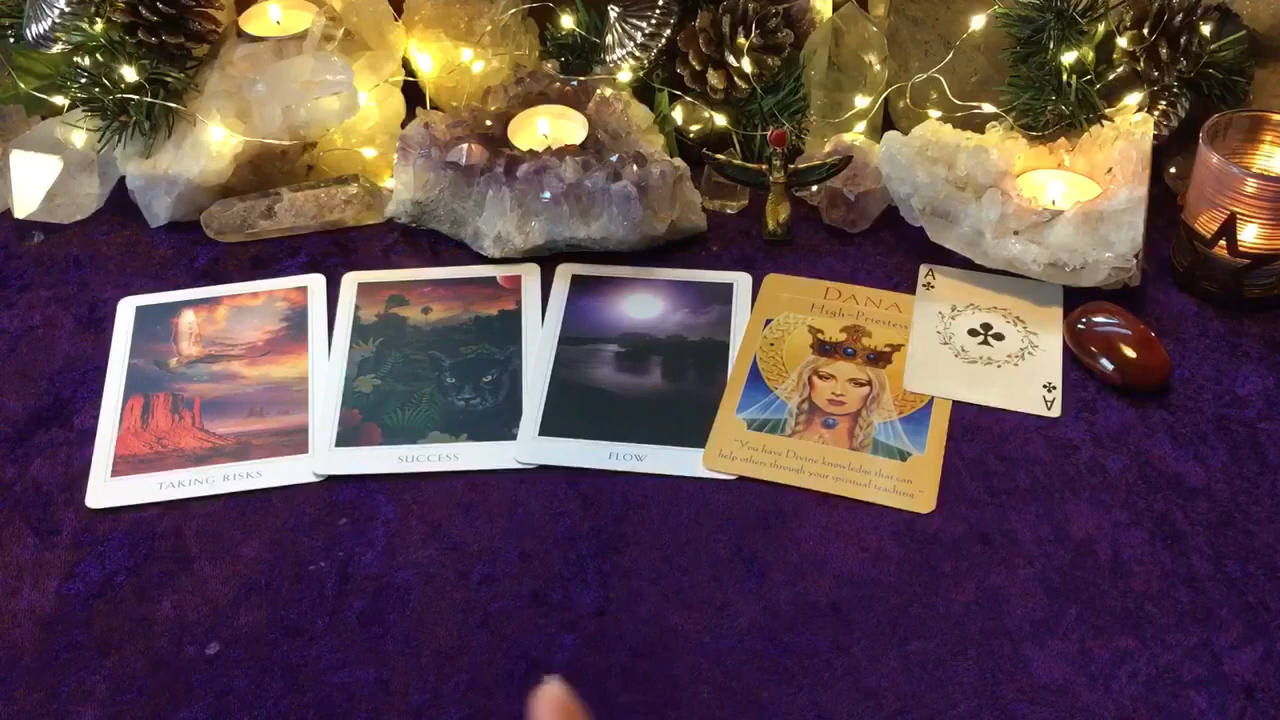 TAKING RISKS
SUCCESS
FLOW
DANA
High-Priestess
"You have Divine knowledge that can
help others through your spiritual teaching."
A
A